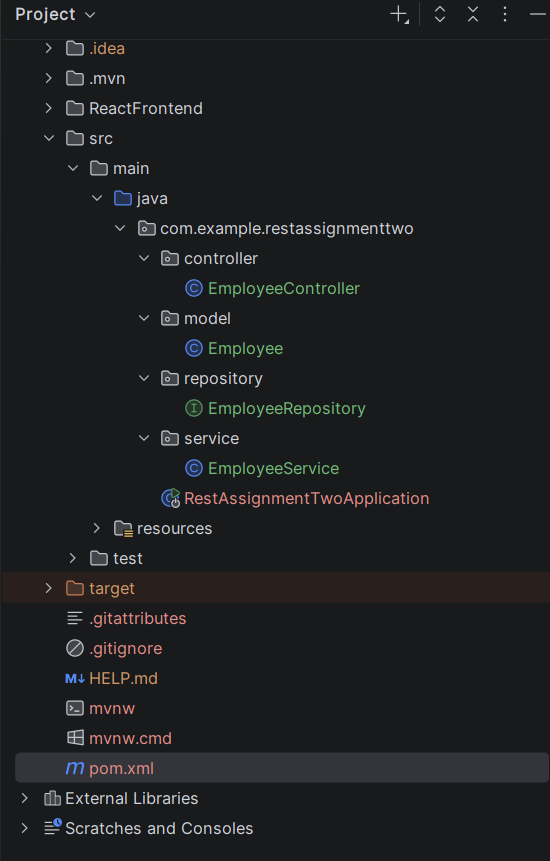 Project
.idea
.mvn
ReactFrontend
src
main
java
com.example.restassignmenttwo
controller
C EmployeeController
model
C Employee
repository
I EmployeeRepository
service
C EmployeeService
C RestAssignmentTwoApplication
resources
test
target
.gitattributes
.gitignore
M↓ HELP.md
mvnw
mvnw.cmd
m pom.xml
External Libraries
Scratches and Consoles